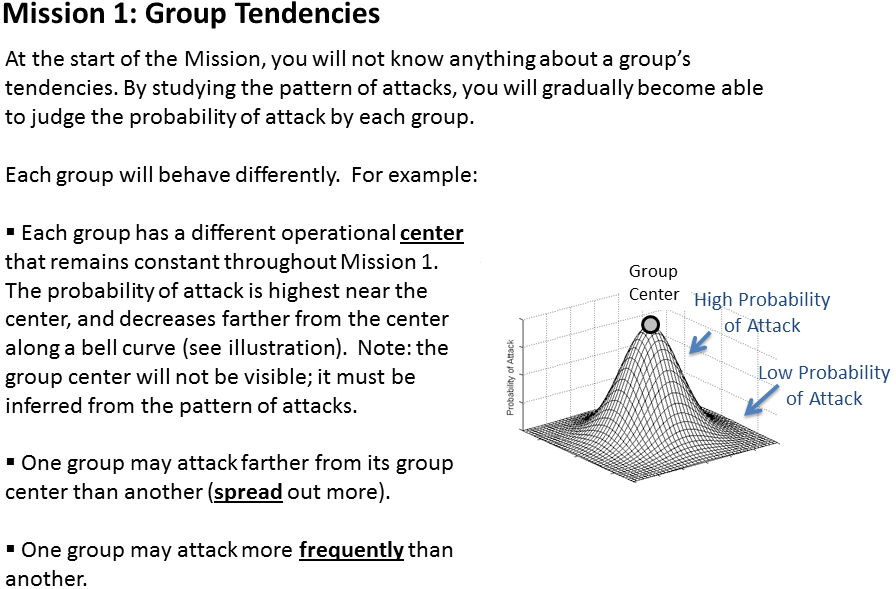 Mission 1: Group Tendencies
At the start of the Mission, you will not know anything about a group's
tendencies. By studying the pattern of attacks, you will gradually become able
to judge the probability of attack by each group.
Each group will behave differently.  For example:
▪ Each group has a different operational center
that remains constant throughout Mission 1.
The probability of attack is highest near the
center, and decreases farther from the center
along a bell curve (see illustration).  Note: the
group center will not be visible; it must be
inferred from the pattern of attacks.
▪ One group may attack farther from its group
center than another (spread out more).
▪ One group may attack more frequently than
another.
Group
Center
High Probability
of Attack
Low Probability
of Attack
Probability of Attack